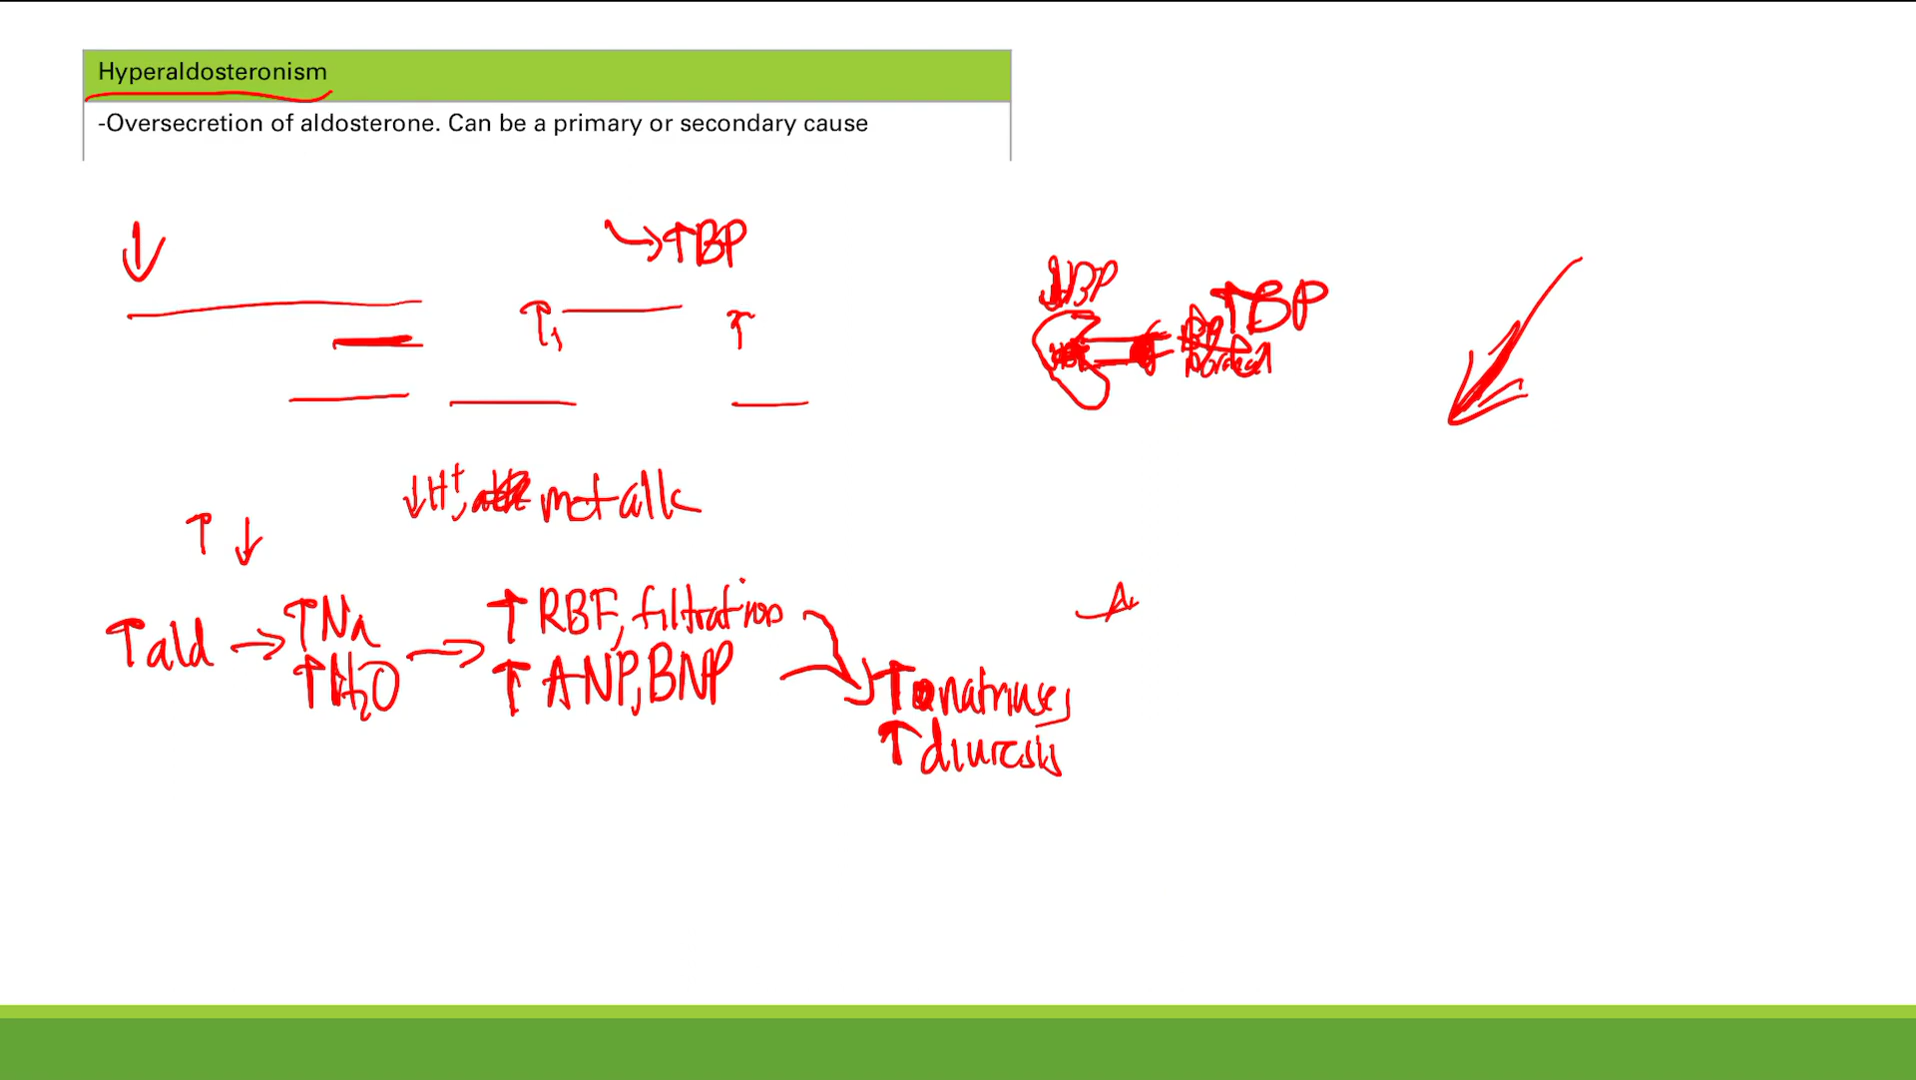 Hyperaldosteronism
-Oversecretion of aldosterone. Can be a primary or secondary cause
↑BP
BP
↑BP
↓H⁺, met alk
↑ ↓
↑ald → ↑Na ↑H₂O → ↑ RBF, filtration
↑ ANP, BNP
↑ natriuresis
↑ diuresis